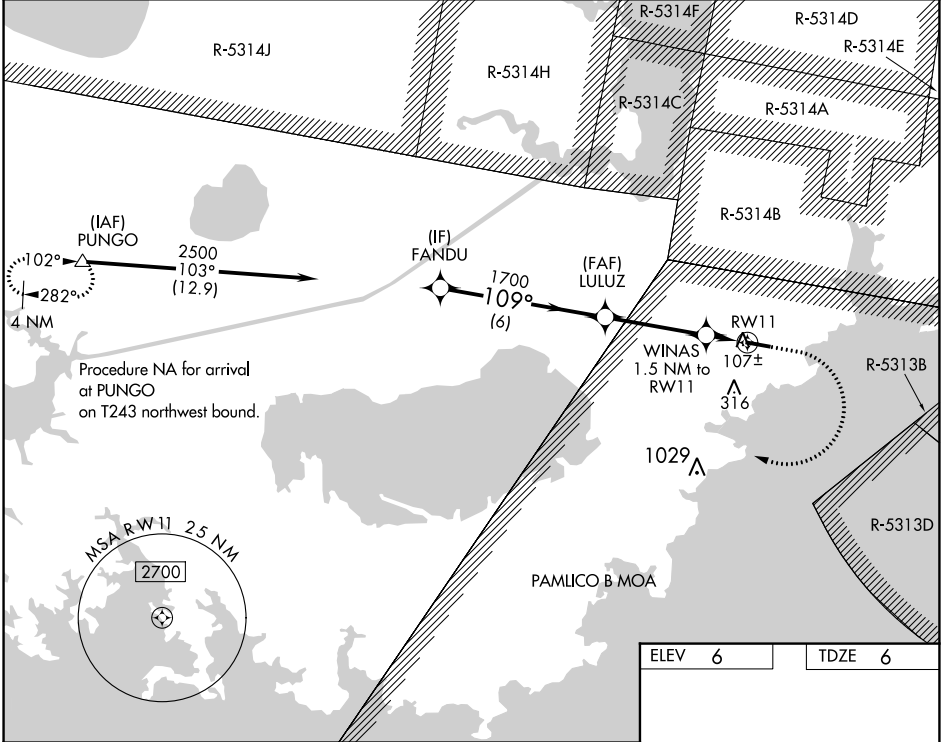 R-5314F
R-5314D
R-5314J
R-5314E
R-5314H
R-5314C
R-5314A
R-5314B
(IAF)
PUNGO
102°
282°
4 NM
2500
103°
(12.9)
(IF)
FANDU
1700
109°
(6)
(FAF)
LULUZ
RW11
WINAS
1.5 NM to
RW11
107±
316
1029
R-5313B
R-5313D
Procedure NA for arrival
at PUNGO
on T243 northwest bound.
MSA RW11 25 NM
2700
PAMLICO B MOA
ELEV 6
TDZE 6